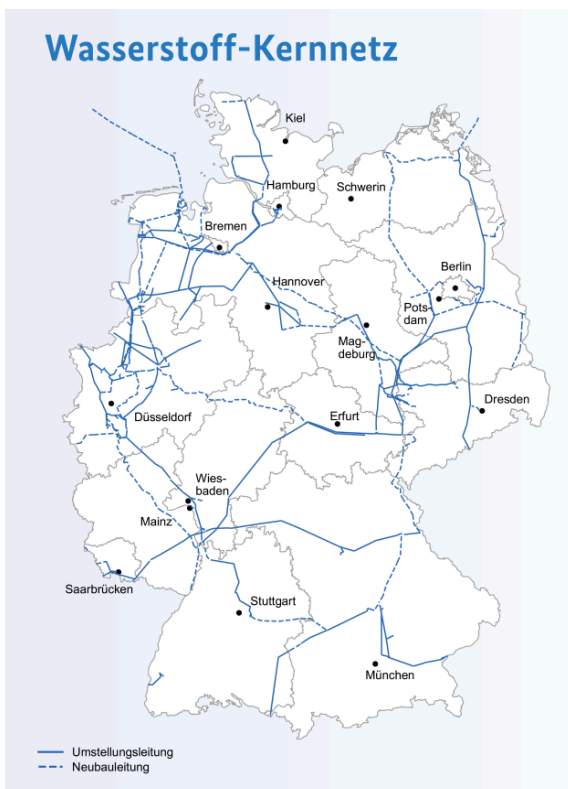 Wasserstoff-Kernnetz
Kiel
Hamburg
Schwerin
Bremen
Berlin
Hannover
Pots-
dam
Mag-
deburg
Dresden
Düsseldorf
Erfurt
Wies-
baden
Mainz
Saarbrücken
Stuttgart
München
Umstellungsleitung
Neubauleitung